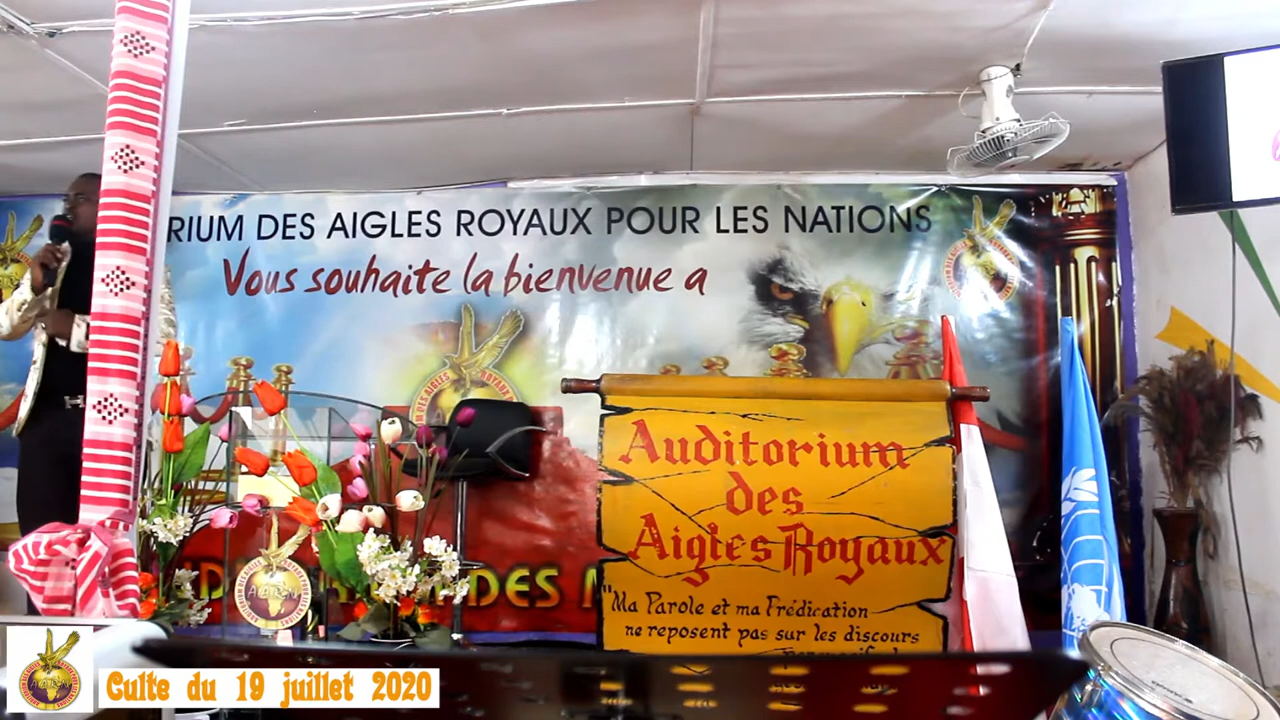 RIUM DES AIGLES ROYAUX POUR LES NATIONS
Vous souhaite la bienvenue a
Auditorium
des
Aigles Royaux
"Ma Parole et ma Prédication
ne reposent pas sur les discours
DES
A.A.R.N
Culte du 19 juillet 2020